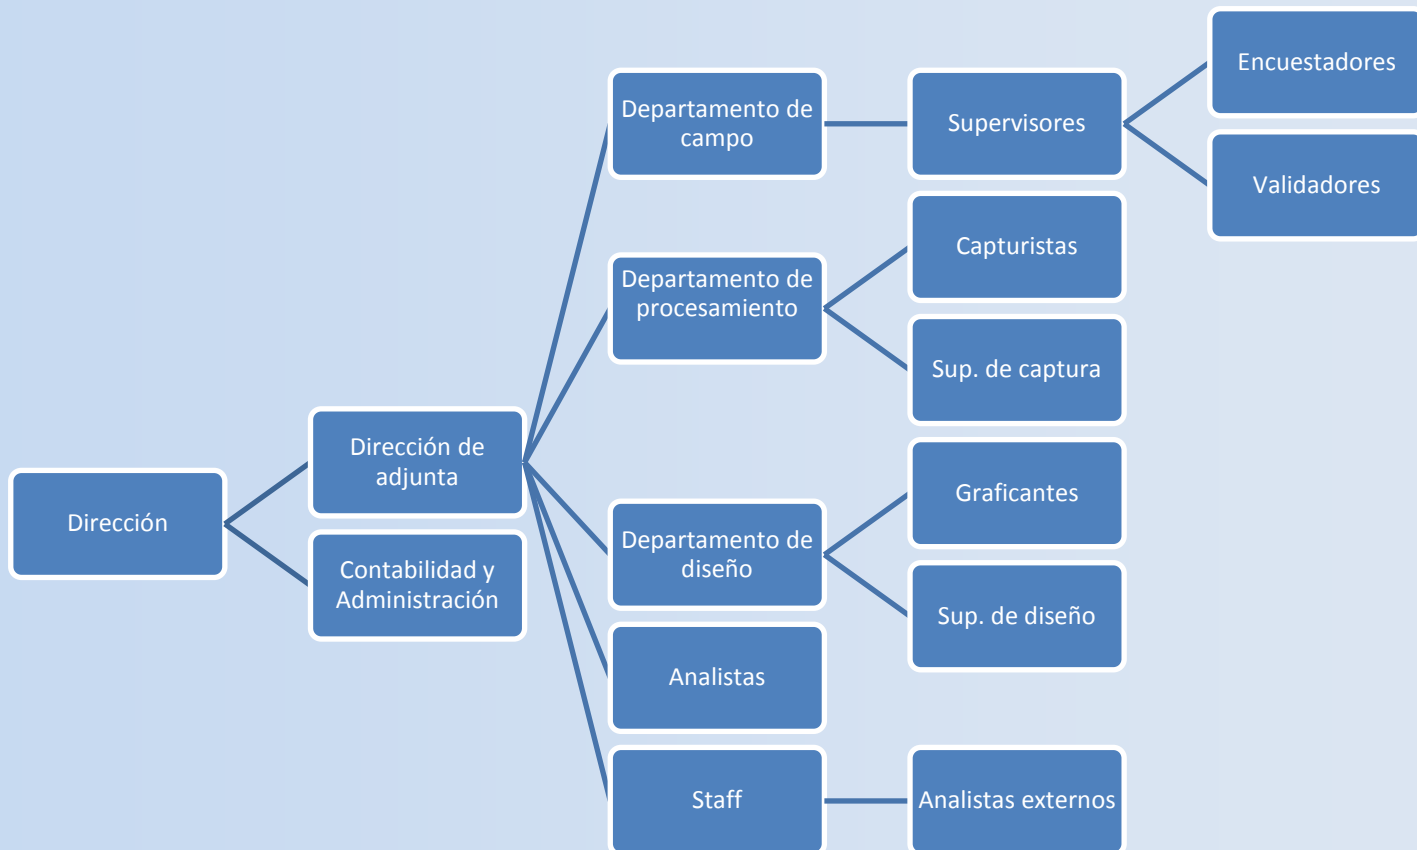 Encuestadores
Departamento de
campo
Supervisores
Validadores
Capturistas
Departamento de
procesamiento
Sup. de captura
Dirección de
adjunta
Graficantes
Dirección
Departamento de
diseño
Contabilidad y
Administración
Sup. de diseño
Analistas
Staff
Analistas externos